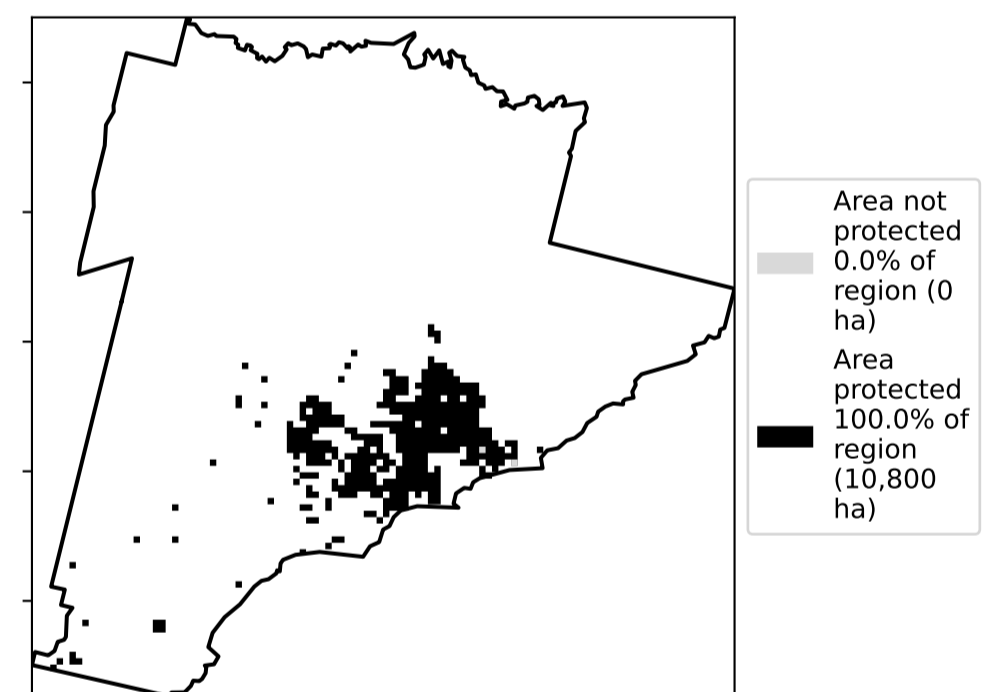 Area not
protected
0.0% of
region (0
ha)
Area
protected
100.0% of
region
(10,800
ha)